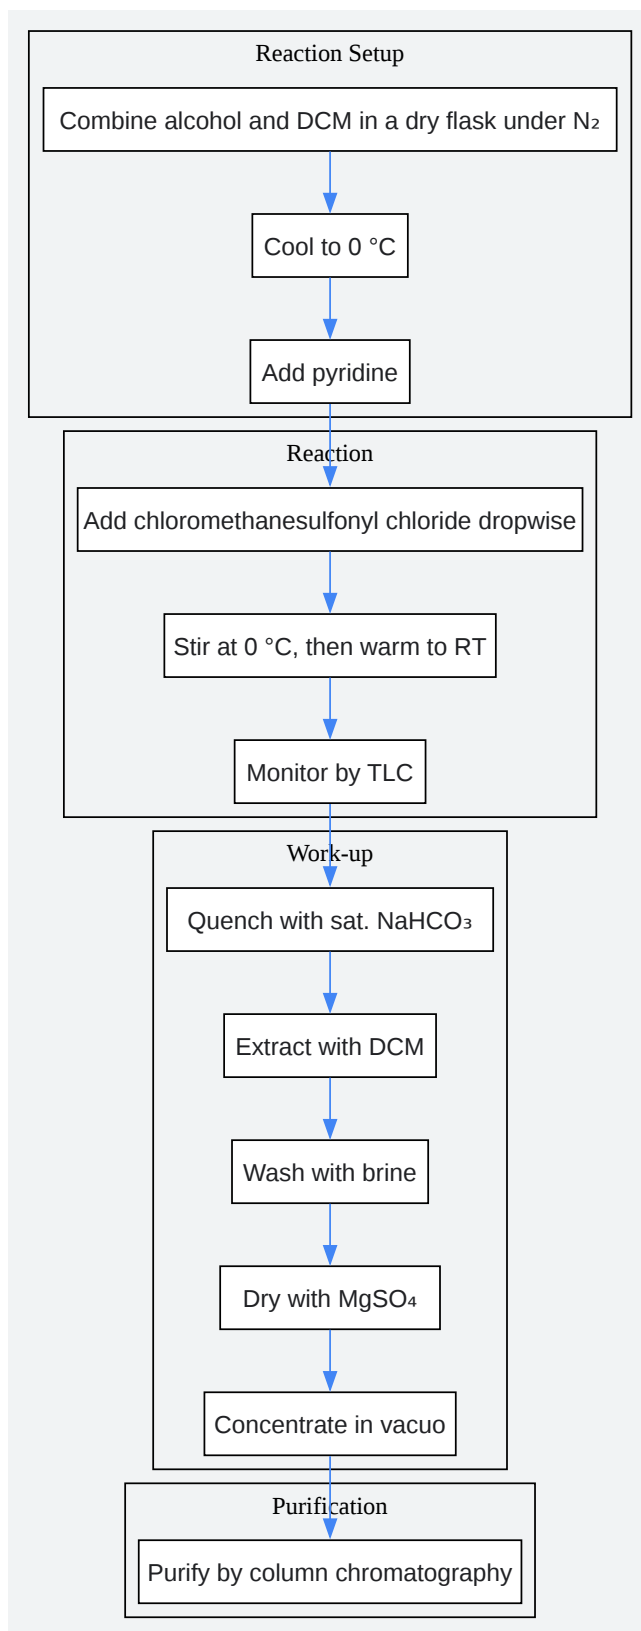 Reaction Setup
Combine alcohol and DCM in a dry flask under N₂
Cool to 0 °C
Add pyridine
Reaction
Add chloromethanesulfonyl chloride dropwise
Stir at 0 °C, then warm to RT
Monitor by TLC
Work-up
Quench with sat. NaHCO₃
Extract with DCM
Wash with brine
Dry with MgSO₄
Concentrate in vacuo
Purification
Purify by column chromatography